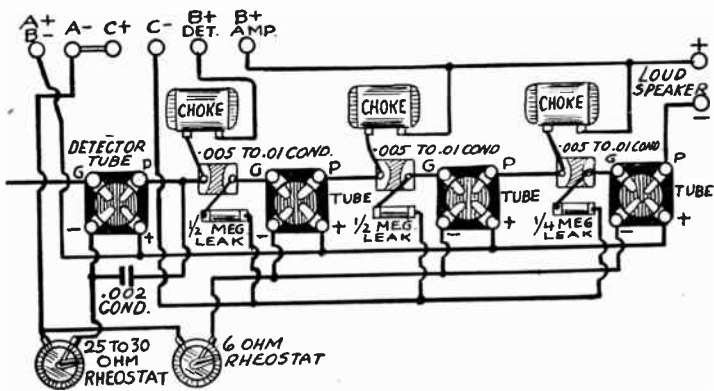 A+
B-
A-
C+
C-
B+
DET.
B+
AMP.
+
LOUD
SPEAKER
-
CHOKE
CHOKE
CHOKE
DETECTOR
TUBE
.005 TO .01 COND.
.005 TO .01 COND
.005 TO .01 COND
G
P
G
P
G
P
G
P
TUBE
TUBE
TUBE
-
+
-
+
-
+
-
+
1/2 MEG
LEAK
1/2 MEG.
LEAK
1/4 MEG
LEAK
.002
COND.
25 TO 30
OHM
RHEOSTAT
6 OHM
RHEOSTAT